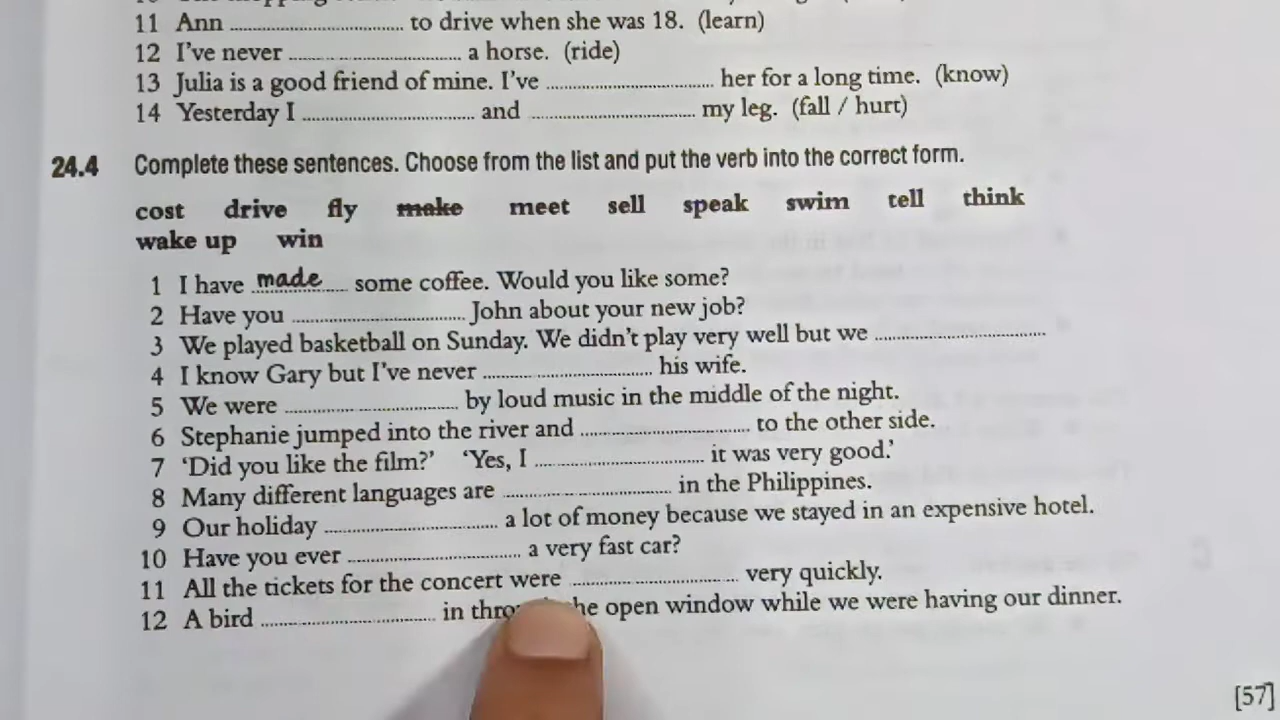 11 Ann .................... to drive when she was 18. (learn)
12 I've never .................... a horse. (ride)
13 Julia is a good friend of mine. I've .................... her for a long time. (know)
14 Yesterday I .................... and .................... my leg. (fall / hurt)
24.4 Complete these sentences. Choose from the list and put the verb into the correct form.
cost drive fly make meet sell speak swim tell think
wake up win
1 I have made some coffee. Would you like some?
2 Have you .................... John about your new job?
3 We played basketball on Sunday. We didn't play very well but we ....................
4 I know Gary but I've never .................... his wife.
5 We were .................... by loud music in the middle of the night.
6 Stephanie jumped into the river and .................... to the other side.
7 'Did you like the film?' 'Yes, I .................... it was very good.'
8 Many different languages are .................... in the Philippines.
9 Our holiday .................... a lot of money because we stayed in an expensive hotel.
10 Have you ever .................... a very fast car?
11 All the tickets for the concert were .................... very quickly.
12 A bird .................... in open window while we were having our dinner.
[57]